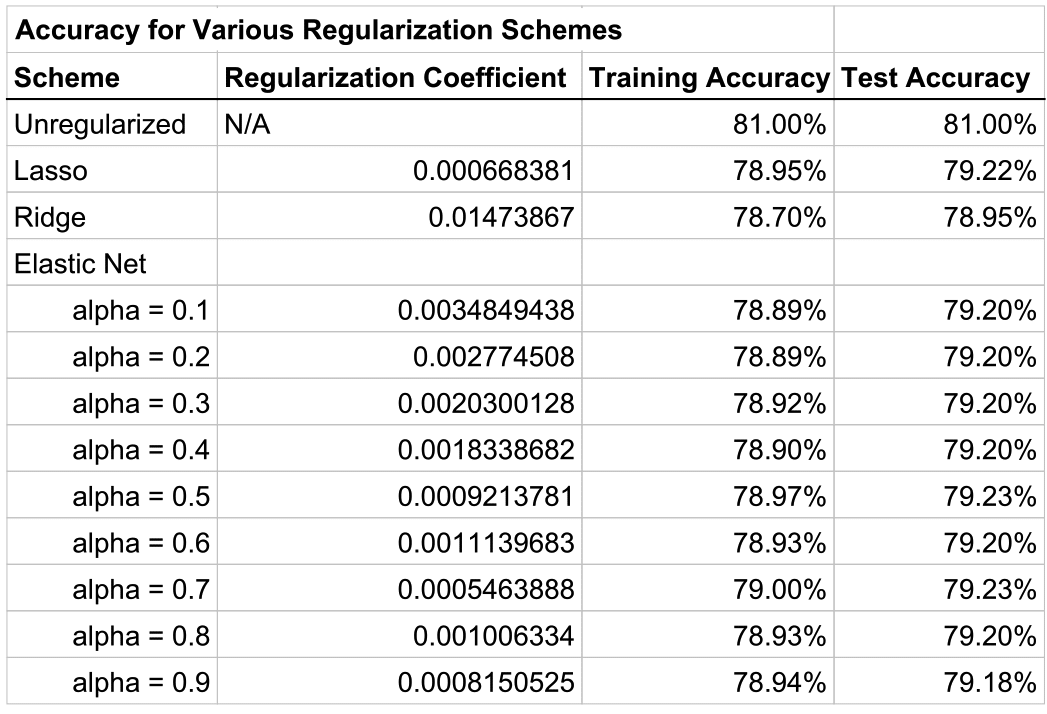 Accuracy for Various Regularization Schemes
Scheme Regularization Coefficient Training Accuracy Test Accuracy
Unregularized N/A 81.00% 81.00%
Lasso 0.000668381 78.95% 79.22%
Ridge 0.01473867 78.70% 78.95%
Elastic Net
alpha = 0.1 0.0034849438 78.89% 79.20%
alpha = 0.2 0.002774508 78.89% 79.20%
alpha = 0.3 0.0020300128 78.92% 79.20%
alpha = 0.4 0.0018338682 78.90% 79.20%
alpha = 0.5 0.0009213781 78.97% 79.23%
alpha = 0.6 0.0011139683 78.93% 79.20%
alpha = 0.7 0.0005463888 79.00% 79.23%
alpha = 0.8 0.001006334 78.93% 79.20%
alpha = 0.9 0.0008150525 78.94% 79.18%